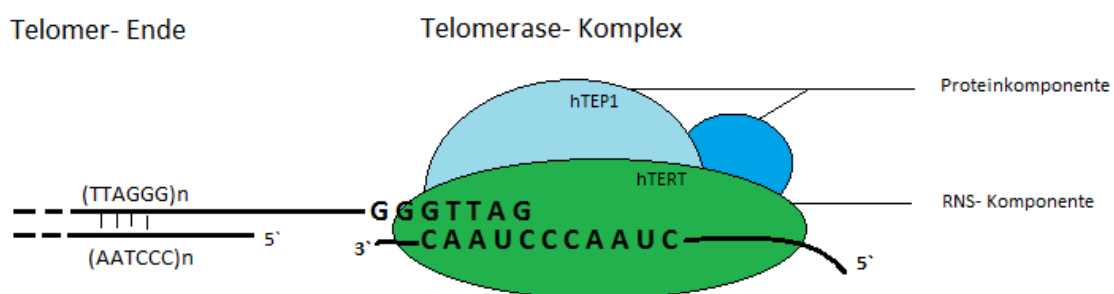 Telomer- Ende
Telomerase- Komplex
hTEP1
Proteinkomponente
(TTAGGG)n
hTERT
RNS- Komponente
GGGTTAG
5`
(AATCCC)n
3`
CAAUCCCAAUC
5`